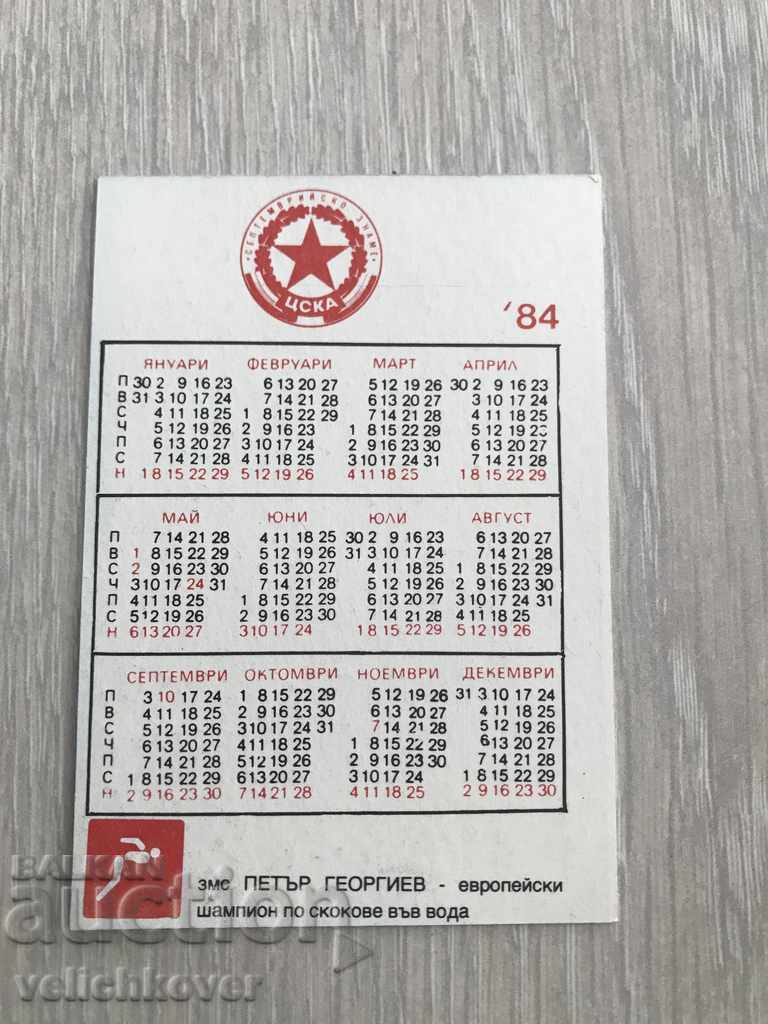 • СЕПТЕМВРИЙСКО ЗНАМЕ •
ЦСКА
'84
ЯНУАРИ ФЕВРУАРИ МАРТ АПРИЛ
П 30 2 9 16 23 6 13 20 27 5 12 19 26 30 2 9 16 23
В 31 3 10 17 24 7 14 21 28 6 13 20 27 3 10 17 24
С 4 11 18 25 1 8 15 22 29 7 14 21 28 4 11 18 25
Ч 5 12 19 26 2 9 16 23 1 8 15 22 29 5 12 19 26
П 6 13 20 27 3 10 17 24 2 9 16 23 30 6 13 20 27
С 7 14 21 28 4 11 18 25 3 10 17 24 31 7 14 21 28
Н 1 8 15 22 29 5 12 19 26 4 11 18 25 1 8 15 22 29
МАЙ ЮНИ ЮЛИ АВГУСТ
П 7 14 21 28 4 11 18 25 30 2 9 16 23 6 13 20 27
В 1 8 15 22 29 5 12 19 26 31 3 10 17 24 7 14 21 28
С 2 9 16 23 30 6 13 20 27 4 11 18 25 1 8 15 22 29
Ч 3 10 17 24 31 7 14 21 28 5 12 19 26 2 9 16 23 30
П 4 11 18 25 1 8 15 22 29 6 13 20 27 3 10 17 24 31
С 5 12 19 26 2 9 16 23 30 7 14 21 28 4 11 18 25
Н 6 13 20 27 3 10 17 24 1 8 15 22 29 5 12 19 26
СЕПТЕМВРИ ОКТОМВРИ НОЕМВРИ ДЕКЕМВРИ
П 3 10 17 24 1 8 15 22 29 5 12 19 26 31 3 10 17 24
В 4 11 18 25 2 9 16 23 30 6 13 20 27 4 11 18 25
С 5 12 19 26 3 10 17 24 31 7 14 21 28 5 12 19 26
Ч 6 13 20 27 4 11 18 25 1 8 15 22 29 6 13 20 27
П 7 14 21 28 5 12 19 26 2 9 16 23 30 7 14 21 28
С 1 8 15 22 29 6 13 20 27 3 10 17 24 1 8 15 22 29
Н 2 9 16 23 30 7 14 21 28 4 11 18 25 2 9 16 23 30
змс ПЕТЪР ГЕОРГИЕВ - европейски
шампион по скокове във вода
BALKAN
auction
velichkover